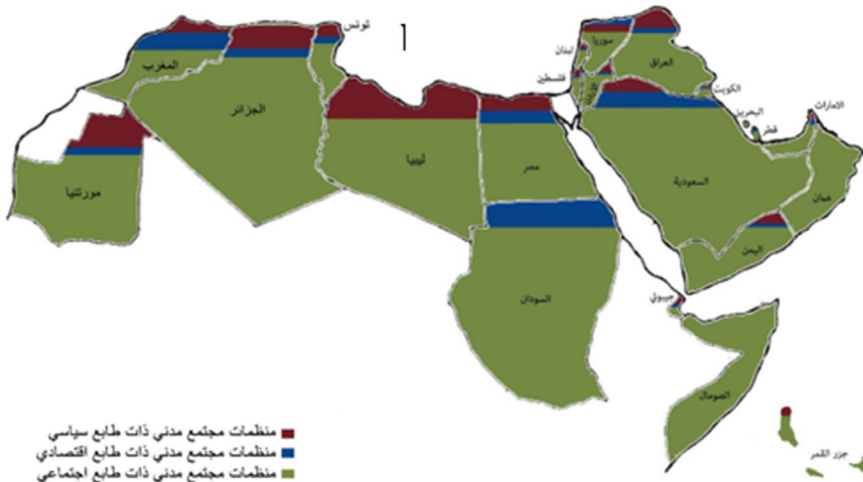 أ
تونس
المغرب
الجزائر
ليبيا
مصر
مورتنيا
السودان
سوريا
لبنان
فلسطين
العراق
الكويت
البحرين
قطر
الامارات
السعودية
عمان
اليمن
جيبوتي
الصومال
جزر القمر
منظمات مجتمع مدني ذات طابع سياسي
منظمات مجتمع مدني ذات طابع اقتصادي
منظمات مجتمع مدني ذات طابع اجتماعي